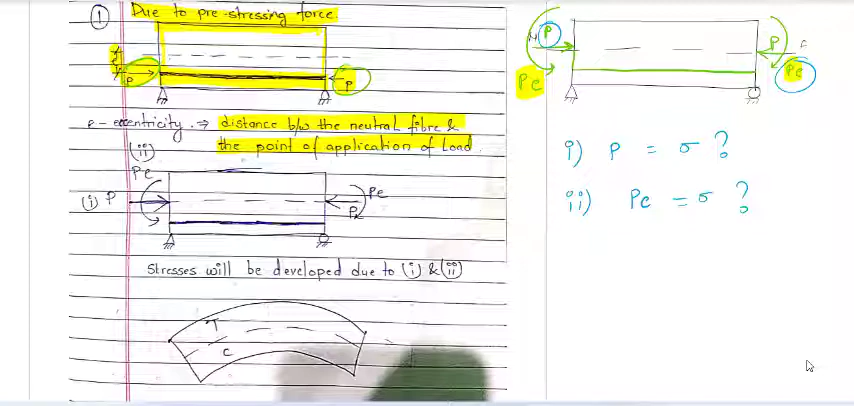 ① Due to pre-stressing force.
e
P
P
e - eccentricity. ⇒ distance b/w the neutral fibre &
the point of application of Load.
(ii)
Pe
(i) P
Pe
P
Stresses will be developed due to (i) & (ii)
T
C
N
P
P
A
Pe
Pe
i) P = σ ?
ii) Pe = σ ?